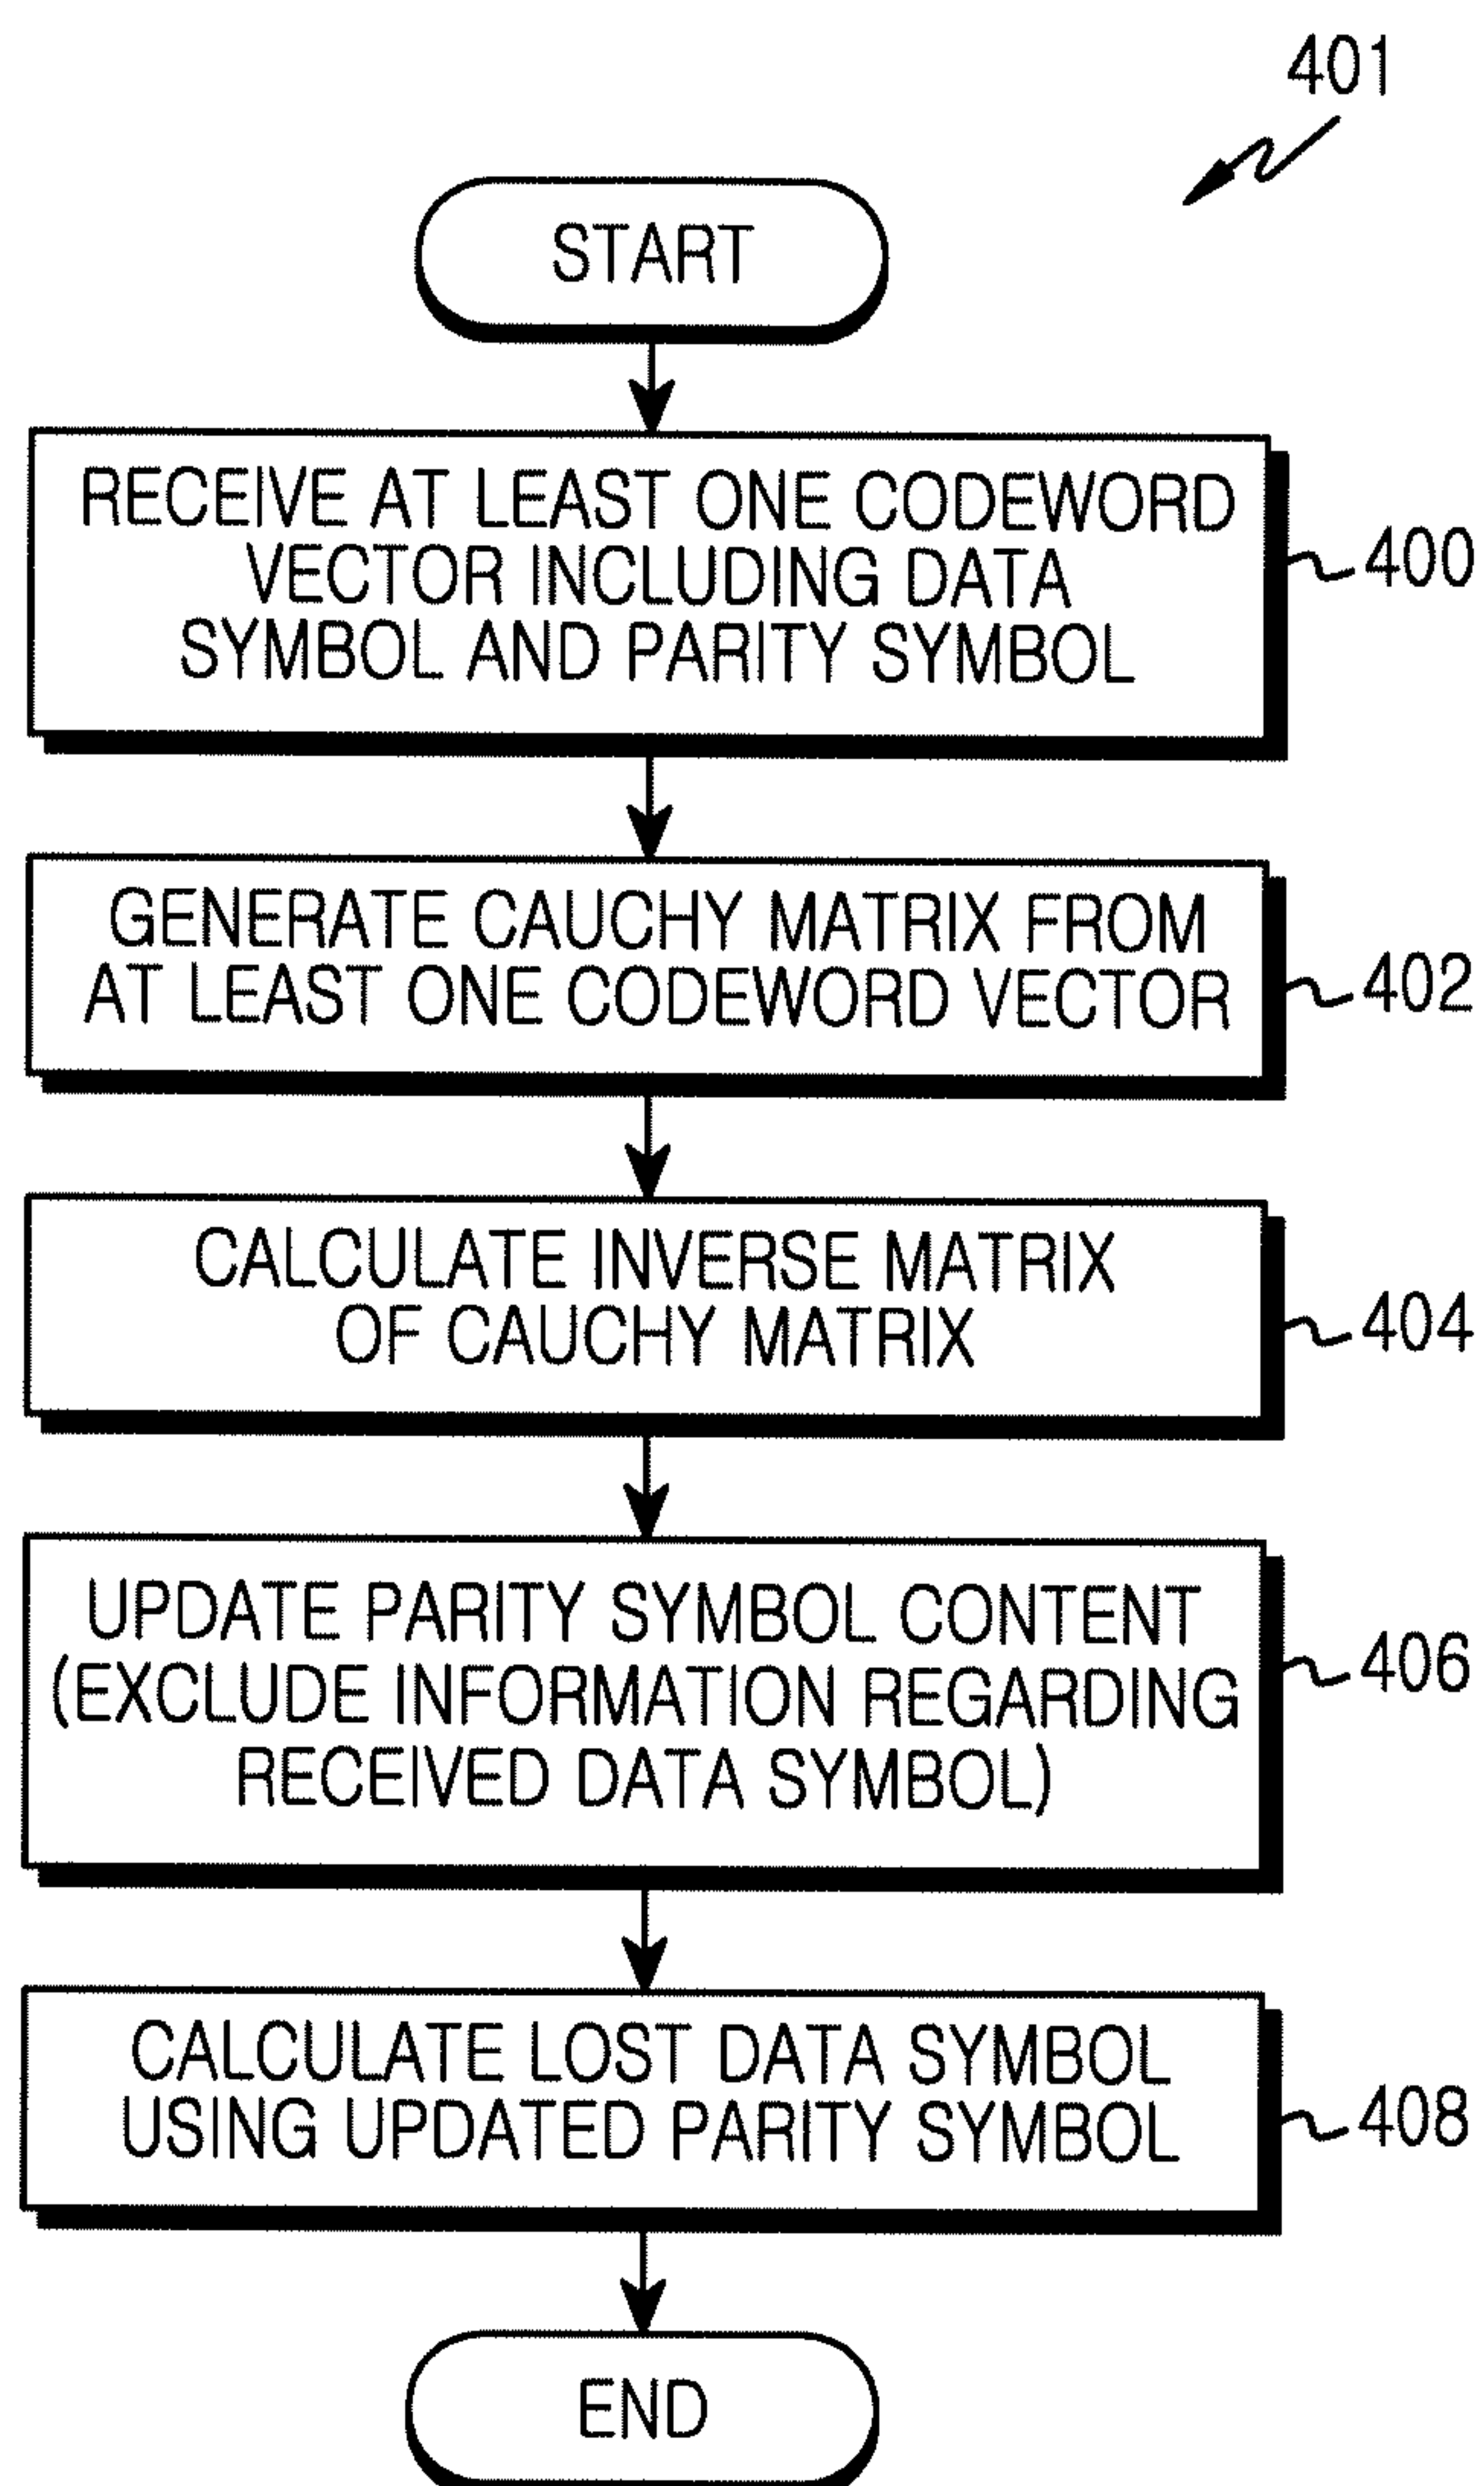 401
START
RECEIVE AT LEAST ONE CODEWORD
VECTOR INCLUDING DATA
SYMBOL AND PARITY SYMBOL
400
GENERATE CAUCHY MATRIX FROM
AT LEAST ONE CODEWORD VECTOR
402
CALCULATE INVERSE MATRIX
OF CAUCHY MATRIX
404
UPDATE PARITY SYMBOL CONTENT
(EXCLUDE INFORMATION REGARDING
RECEIVED DATA SYMBOL)
406
CALCULATE LOST DATA SYMBOL
USING UPDATED PARITY SYMBOL
408
END